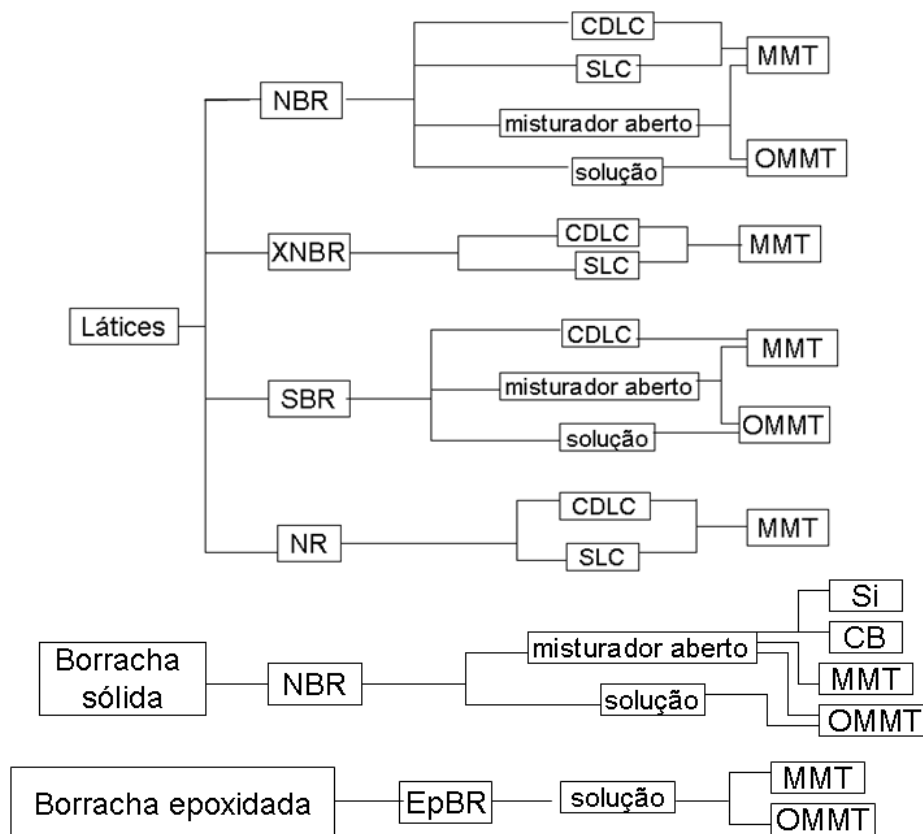 CDLC
MMT
SLC
NBR
misturador aberto
OMMT
solução
CDLC
XNBR
MMT
SLC
Látices
CDLC
MMT
misturador aberto
SBR
OMMT
solução
CDLC
NR
MMT
SLC
Si
CB
misturador aberto
Borracha
sólida
NBR
MMT
solução
OMMT
MMT
Borracha epoxidada
EpBR
solução
OMMT